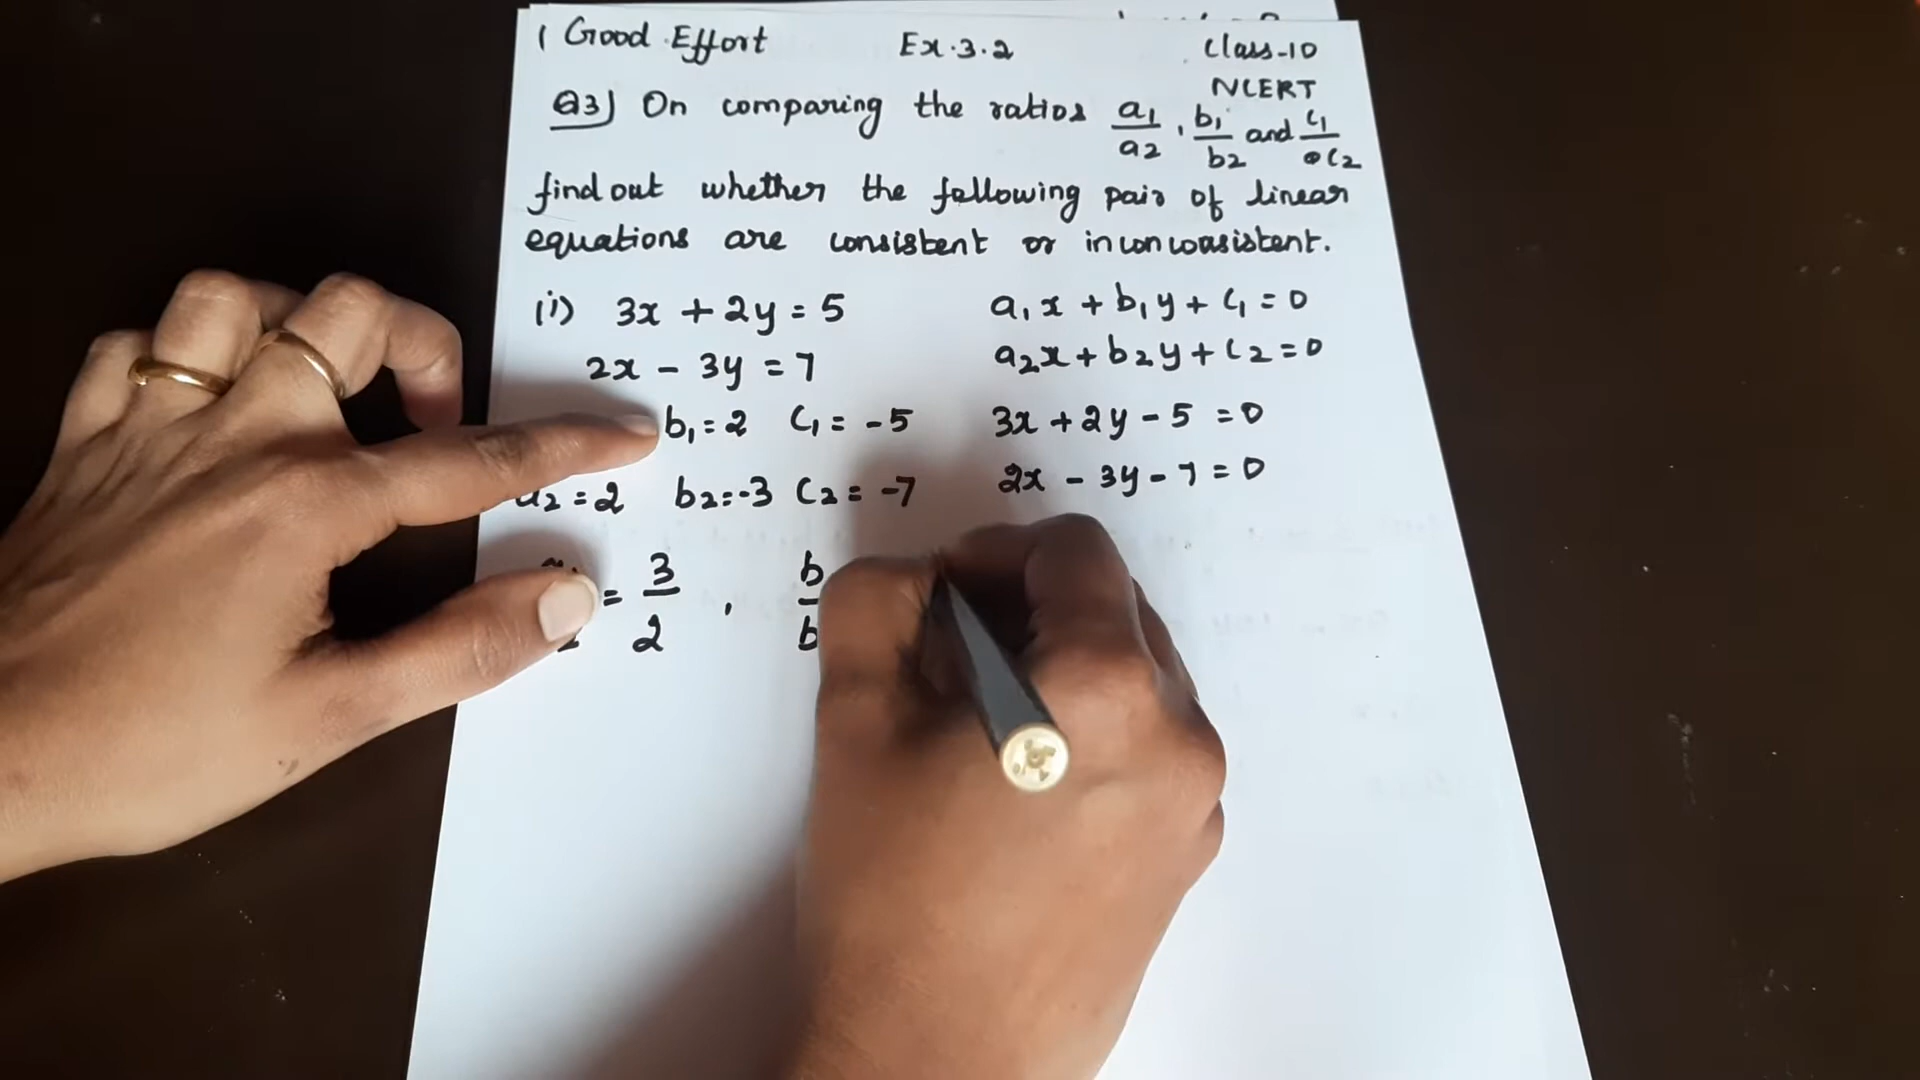 ( Good Effort Ex.3.2 Class-10
NCERT
Q3) On comparing the ratios a1/a2, b1/b2 and c1/c2
find out whether the following pair of linear
equations are consistent or inconconsistent.
(i) 3x + 2y = 5 a1x + b1y + c1 = 0
2x - 3y = 7 a2x + b2y + c2 = 0
b1 = 2 c1 = -5 3x + 2y - 5 = 0
a2 = 2 b2 = -3 c2 = -7 2x - 3y - 7 = 0
= 3/2 , b/b